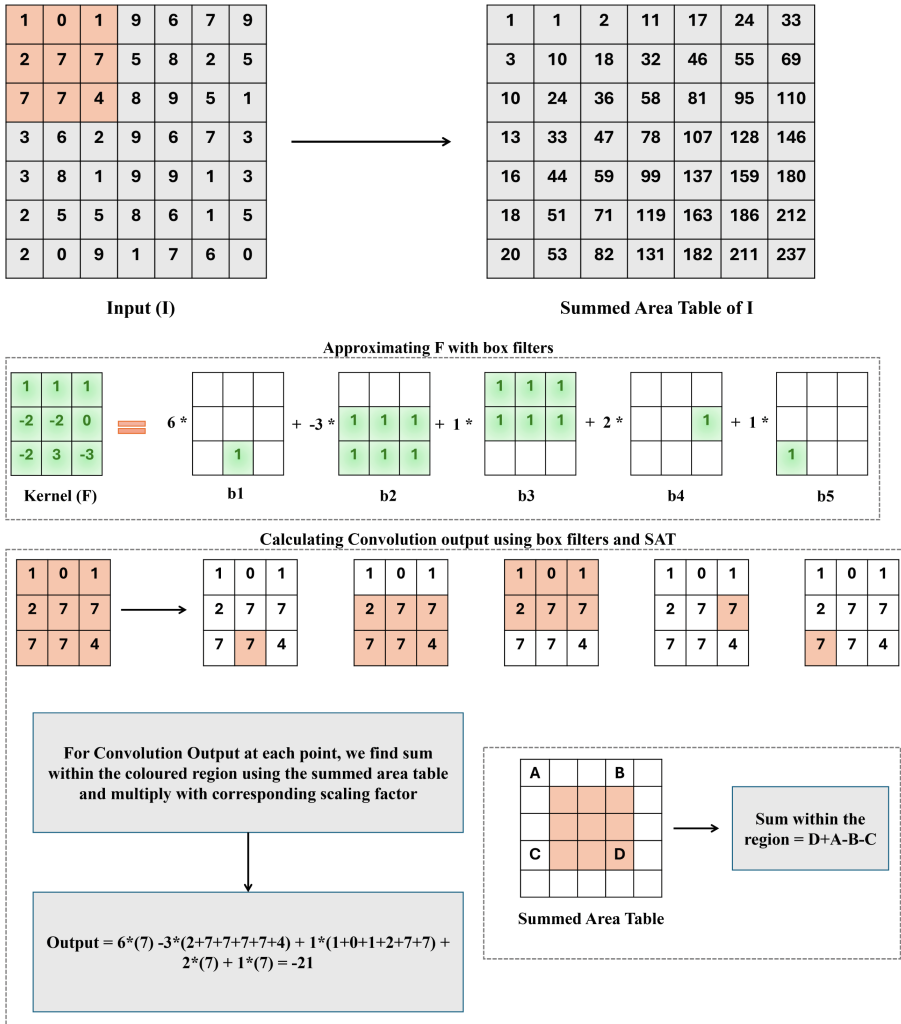 1 0 1 9 6 7 9
2 7 7 5 8 2 5
7 7 4 8 9 5 1
3 6 2 9 6 7 3
3 8 1 9 9 1 3
2 5 5 8 6 1 5
2 0 9 1 7 6 0
Input (I)
1 1 2 11 17 24 33
3 10 18 32 46 55 69
10 24 36 58 81 95 110
13 33 47 78 107 128 146
16 44 59 99 137 159 180
18 51 71 119 163 186 212
20 53 82 131 182 211 237
Summed Area Table of I
Approximating F with box filters
1 1 1
-2 -2 0
-2 3 -3
Kernel (F)
6 *
1
b1
+ -3 *
1 1 1
1 1 1
b2
+ 1 *
1 1 1
1 1 1
b3
+ 2 *
1
b4
+ 1 *
1
b5
Calculating Convolution output using box filters and SAT
1 0 1
2 7 7
7 7 4
1 0 1
2 7 7
7 7 4
1 0 1
2 7 7
7 7 4
1 0 1
2 7 7
7 7 4
1 0 1
2 7 7
7 7 4
1 0 1
2 7 7
7 7 4
For Convolution Output at each point, we find sum
within the coloured region using the summed area table
and multiply with corresponding scaling factor
Output = 6*(7) -3*(2+7+7+7+7+4) + 1*(1+0+1+2+7+7) +
2*(7) + 1*(7) = -21
A B
C D
Summed Area Table
Sum within the
region = D+A-B-C